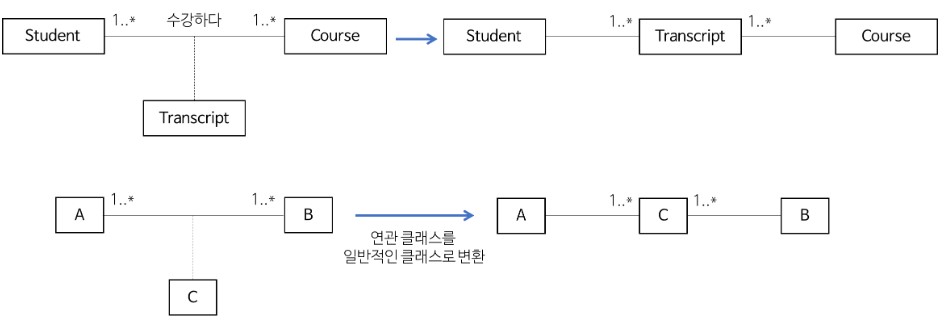 1..* 수강하다 1..* 1..* 1..*
Student Course Student Transcript Course
Transcript
1..* 1..* 1..* 1..*
A B A C B
연관 클래스를
일반적인 클래스로 변환
C